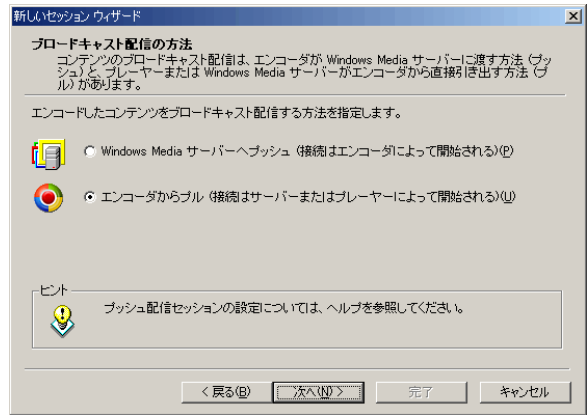 新しいセッション ウィザード
ブロードキャスト配信の方法
コンテンツのブロードキャスト配信は、エンコーダが Windows Media サーバーに渡す方法 (プッ
シュ) と、プレーヤーまたは Windows Media サーバーがエンコーダから直接引き出す方法 (プ
ル) があります。
エンコードしたコンテンツをブロードキャスト配信する方法を指定します。
Windows Media サーバーへプッシュ (接続はエンコーダによって開始される)(P)
エンコーダからプル (接続はサーバーまたはプレーヤーによって開始される)(U)
ヒント
プッシュ配信セッションの設定については、ヘルプを参照してください。
< 戻る(B) 次へ(N) > 完了 キャンセル